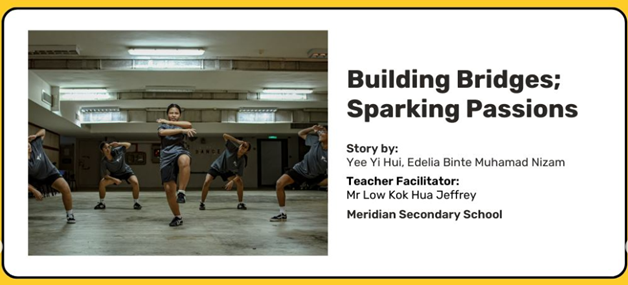 Building Bridges;
Sparking Passions
Story by:
Yee Yi Hui, Edelia Binte Muhamad Nizam
Teacher Facilitator:
Mr Low Kok Hua Jeffrey
Meridian Secondary School